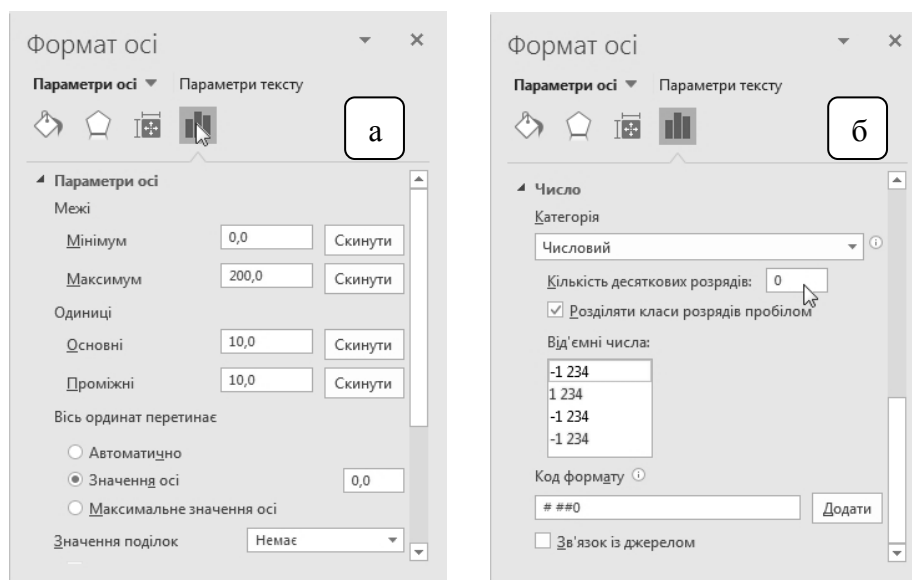 Формат осі
Параметри осі Параметри тексту
а
Параметри осі
Межі
Мінімум 0,0 Скинути
Максимум 200,0 Скинути
Одиниці
Основні 10,0 Скинути
Проміжні 10,0 Скинути
Вісь ординат перетинає
Автоматично
Значення осі 0,0
Максимальне значення осі
Значення поділок Немає
Формат осі
Параметри осі Параметри тексту
б
Число
Категорія
Числовий
Кількість десяткових розрядів: 0
Розділяти класи розрядів пробілом
Від'ємні числа:
-1 234
1 234
-1 234
-1 234
Код формату
# ##0 Додати
Зв'язок із джерелом